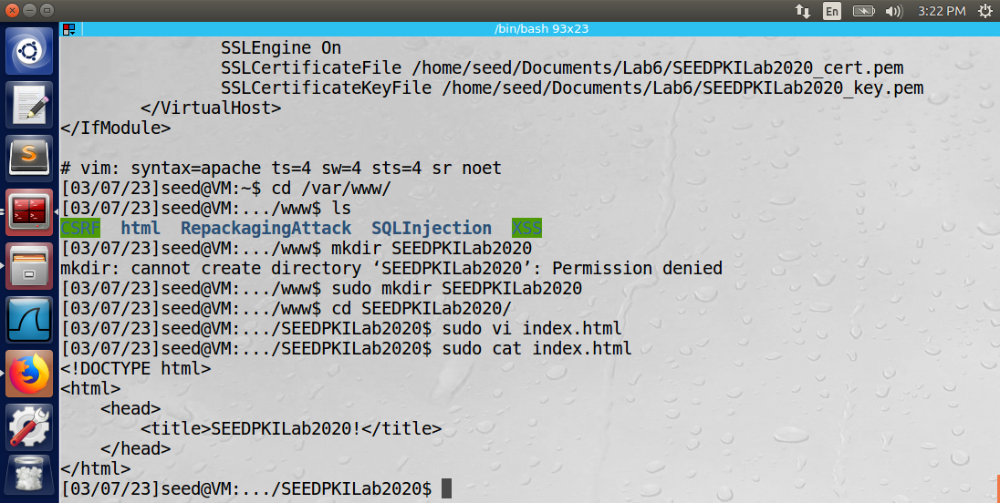 En 3:22 PM
/bin/bash 93x23
SSLEngine On
SSLCertificateFile /home/seed/Documents/Lab6/SEEDPKILab2020_cert.pem
SSLCertificateKeyFile /home/seed/Documents/Lab6/SEEDPKILab2020_key.pem
</VirtualHost>
</IfModule>
# vim: syntax=apache ts=4 sw=4 sts=4 sr noet
[03/07/23]seed@VM:~$ cd /var/www/
[03/07/23]seed@VM:.../www$ ls
CSRF html RepackagingAttack SQLInjection XSS
[03/07/23]seed@VM:.../www$ mkdir SEEDPKILab2020
mkdir: cannot create directory ‘SEEDPKILab2020’: Permission denied
[03/07/23]seed@VM:.../www$ sudo mkdir SEEDPKILab2020
[03/07/23]seed@VM:.../www$ cd SEEDPKILab2020/
[03/07/23]seed@VM:.../SEEDPKILab2020$ sudo vi index.html
[03/07/23]seed@VM:.../SEEDPKILab2020$ sudo cat index.html
<!DOCTYPE html>
<html>
<head>
<title>SEEDPKILab2020!</title>
</head>
</html>
[03/07/23]seed@VM:.../SEEDPKILab2020$